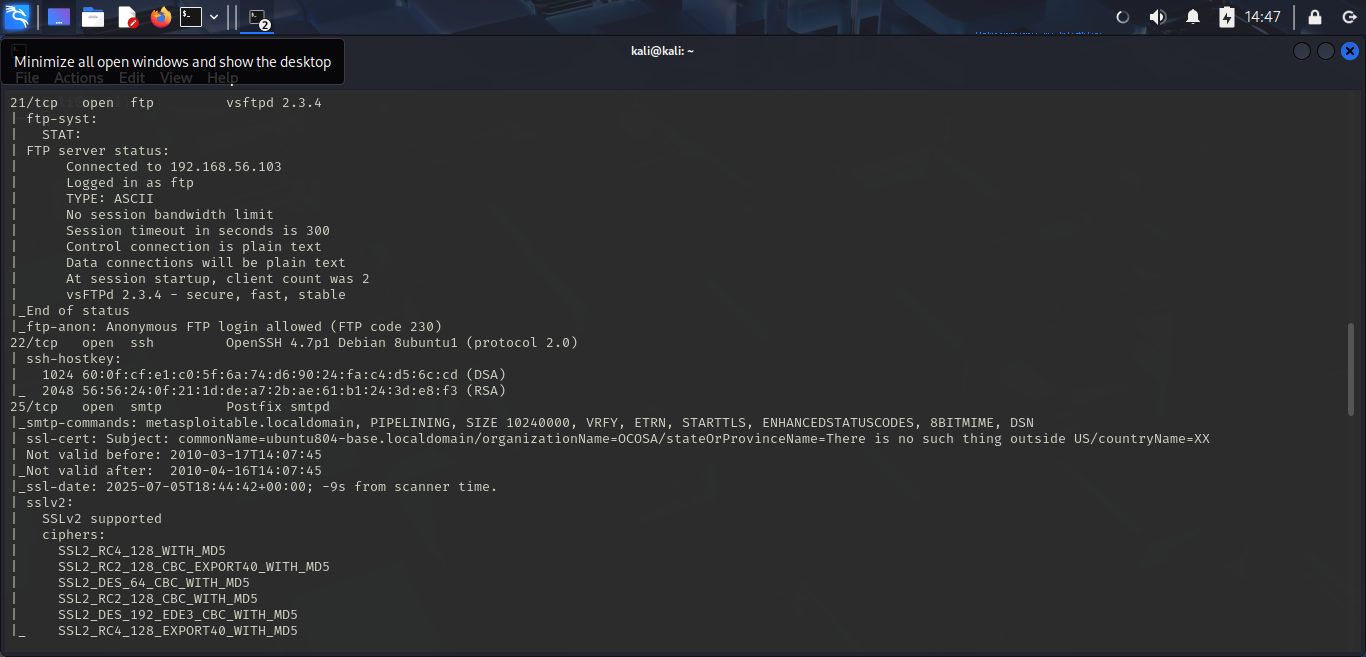 2
14:47
kali@kali: ~
Minimize all open windows and show the desktop
File Actions Edit View Help
21/tcp   open  ftp         vsftpd 2.3.4
| ftp-syst:
|   STAT:
| FTP server status:
|      Connected to 192.168.56.103
|      Logged in as ftp
|      TYPE: ASCII
|      No session bandwidth limit
|      Session timeout in seconds is 300
|      Control connection is plain text
|      Data connections will be plain text
|      At session startup, client count was 2
|      vsFTPd 2.3.4 - secure, fast, stable
|_End of status
|_ftp-anon: Anonymous FTP login allowed (FTP code 230)
22/tcp   open  ssh         OpenSSH 4.7p1 Debian 8ubuntu1 (protocol 2.0)
| ssh-hostkey:
|   1024 60:0f:cf:e1:c0:5f:6a:74:d6:90:24:fa:c4:d5:6c:cd (DSA)
|_  2048 56:56:24:0f:21:1d:de:a7:2b:ae:61:b1:24:3d:e8:f3 (RSA)
25/tcp   open  smtp        Postfix smtpd
|_smtp-commands: metasploitable.localdomain, PIPELINING, SIZE 10240000, VRFY, ETRN, STARTTLS, ENHANCEDSTATUSCODES, 8BITMIME, DSN
| ssl-cert: Subject: commonName=ubuntu804-base.localdomain/organizationName=OCOSA/stateOrProvinceName=There is no such thing outside US/countryName=XX
| Not valid before: 2010-03-17T14:07:45
|_Not valid after:  2010-04-16T14:07:45
|_ssl-date: 2025-07-05T18:44:42+00:00; -9s from scanner time.
| sslv2:
|   SSLv2 supported
|   ciphers:
|     SSL2_RC4_128_WITH_MD5
|     SSL2_RC2_128_CBC_EXPORT40_WITH_MD5
|     SSL2_DES_64_CBC_WITH_MD5
|     SSL2_RC2_128_CBC_WITH_MD5
|     SSL2_DES_192_EDE3_CBC_WITH_MD5
|_    SSL2_RC4_128_EXPORT40_WITH_MD5